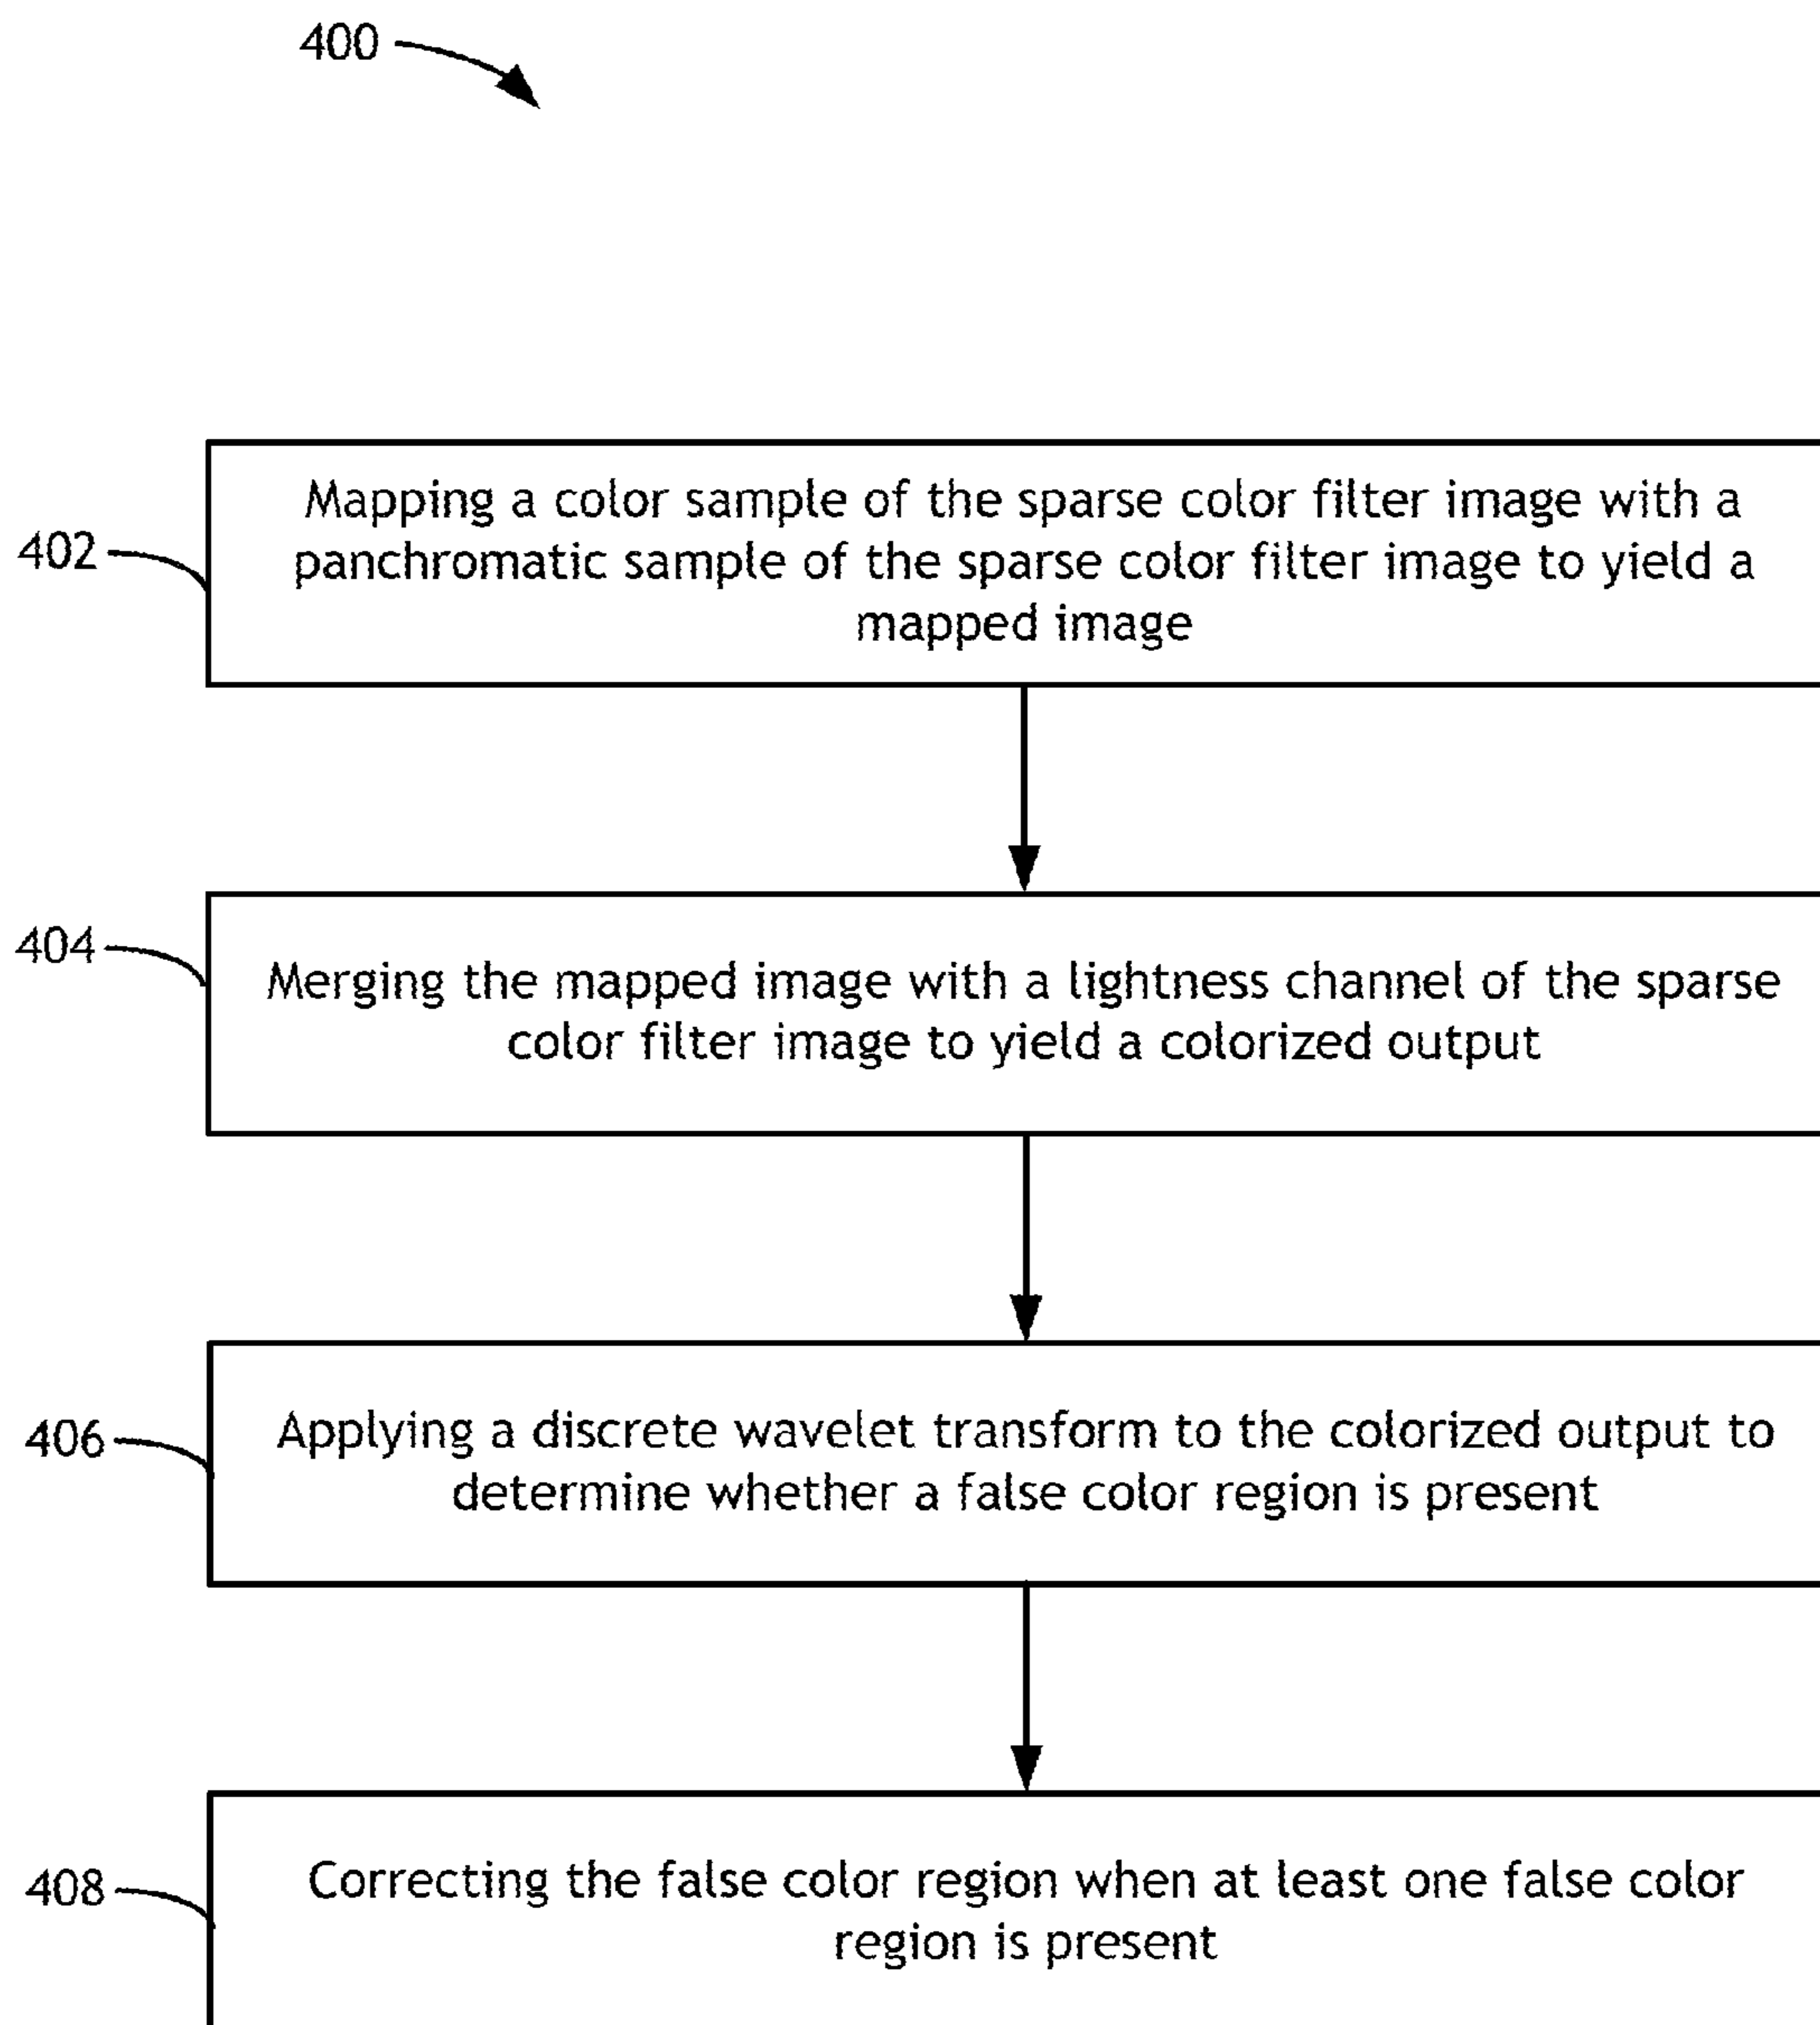 400
402
Mapping a color sample of the sparse color filter image with a
panchromatic sample of the sparse color filter image to yield a
mapped image
404
Merging the mapped image with a lightness channel of the sparse
color filter image to yield a colorized output
406
Applying a discrete wavelet transform to the colorized output to
determine whether a false color region is present
408
Correcting the false color region when at least one false color
region is present